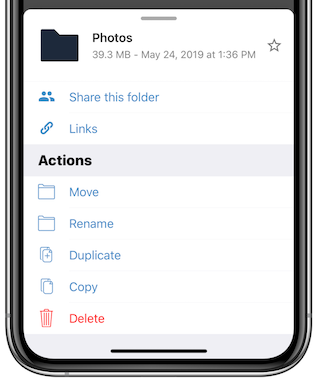 Photos
39.3 MB - May 24, 2019 at 1:36 PM
Share this folder
Links
Actions
Move
Rename
Duplicate
Copy
Delete